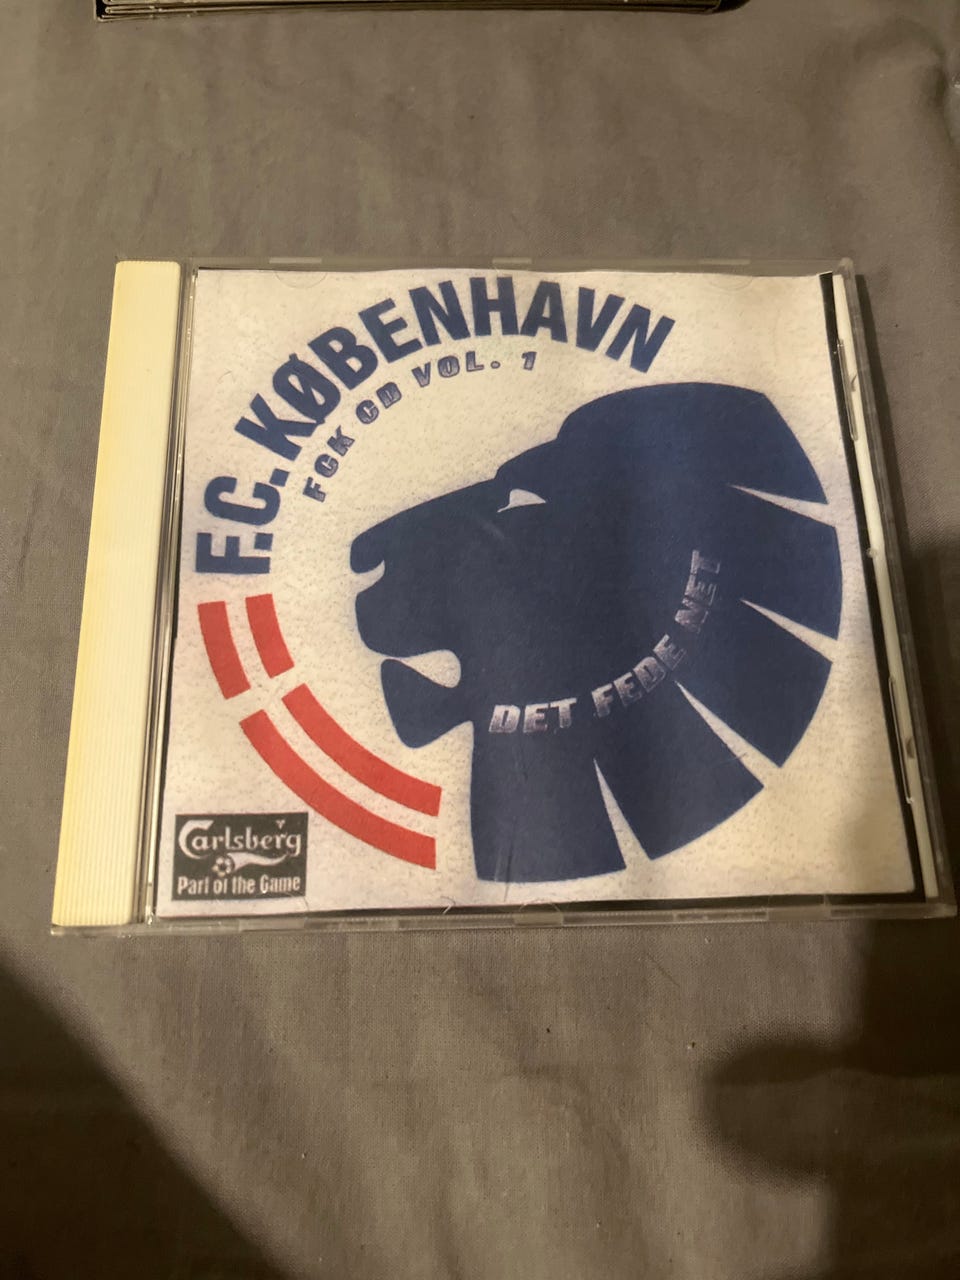 F.C. KØBENHAVN
FCK CD VOL. 1
DET FEDE NET
Carlsberg
Part of the Game